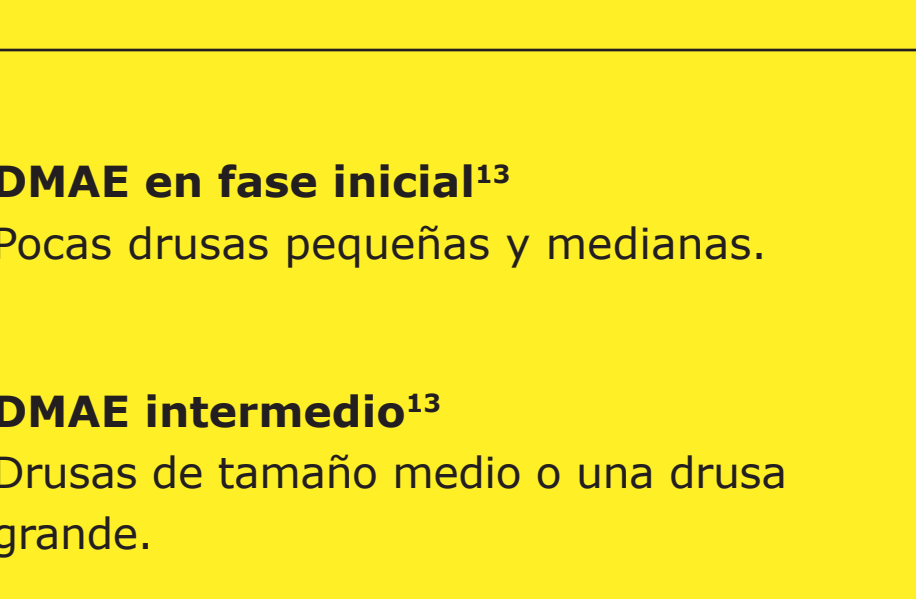 DMAE en fase inicial¹³
Pocas drusas pequeñas y medianas.
DMAE intermedio¹³
Drusas de tamaño medio o una drusa
grande.